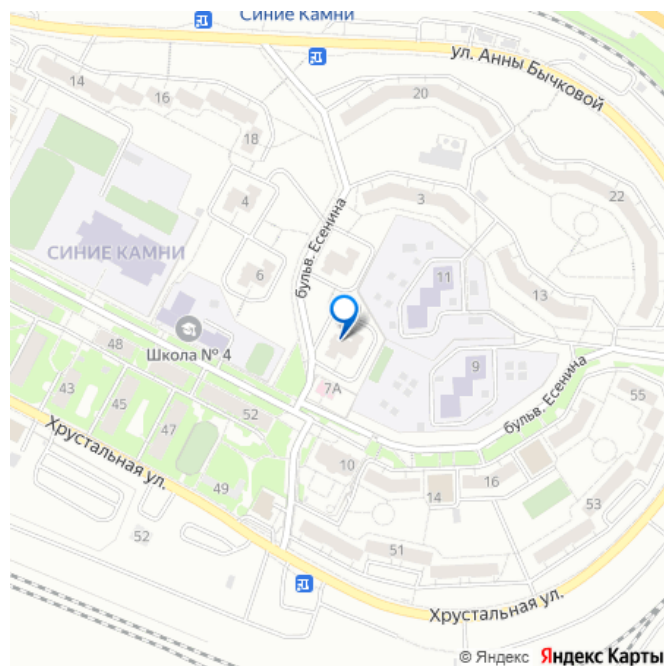 Синие Камни
ул. Анны Бычковой
14
16
18
20
22
4
3
бульв. Есенина
СИНИЕ КАМНИ
6
11
13
Школа № 4
48
43
45
47
52
7А
9
бульв. Есенина
55
Хрустальная ул.
49
10
14
16
53
52
51
Хрустальная ул.
© Яндекс Яндекс Карты